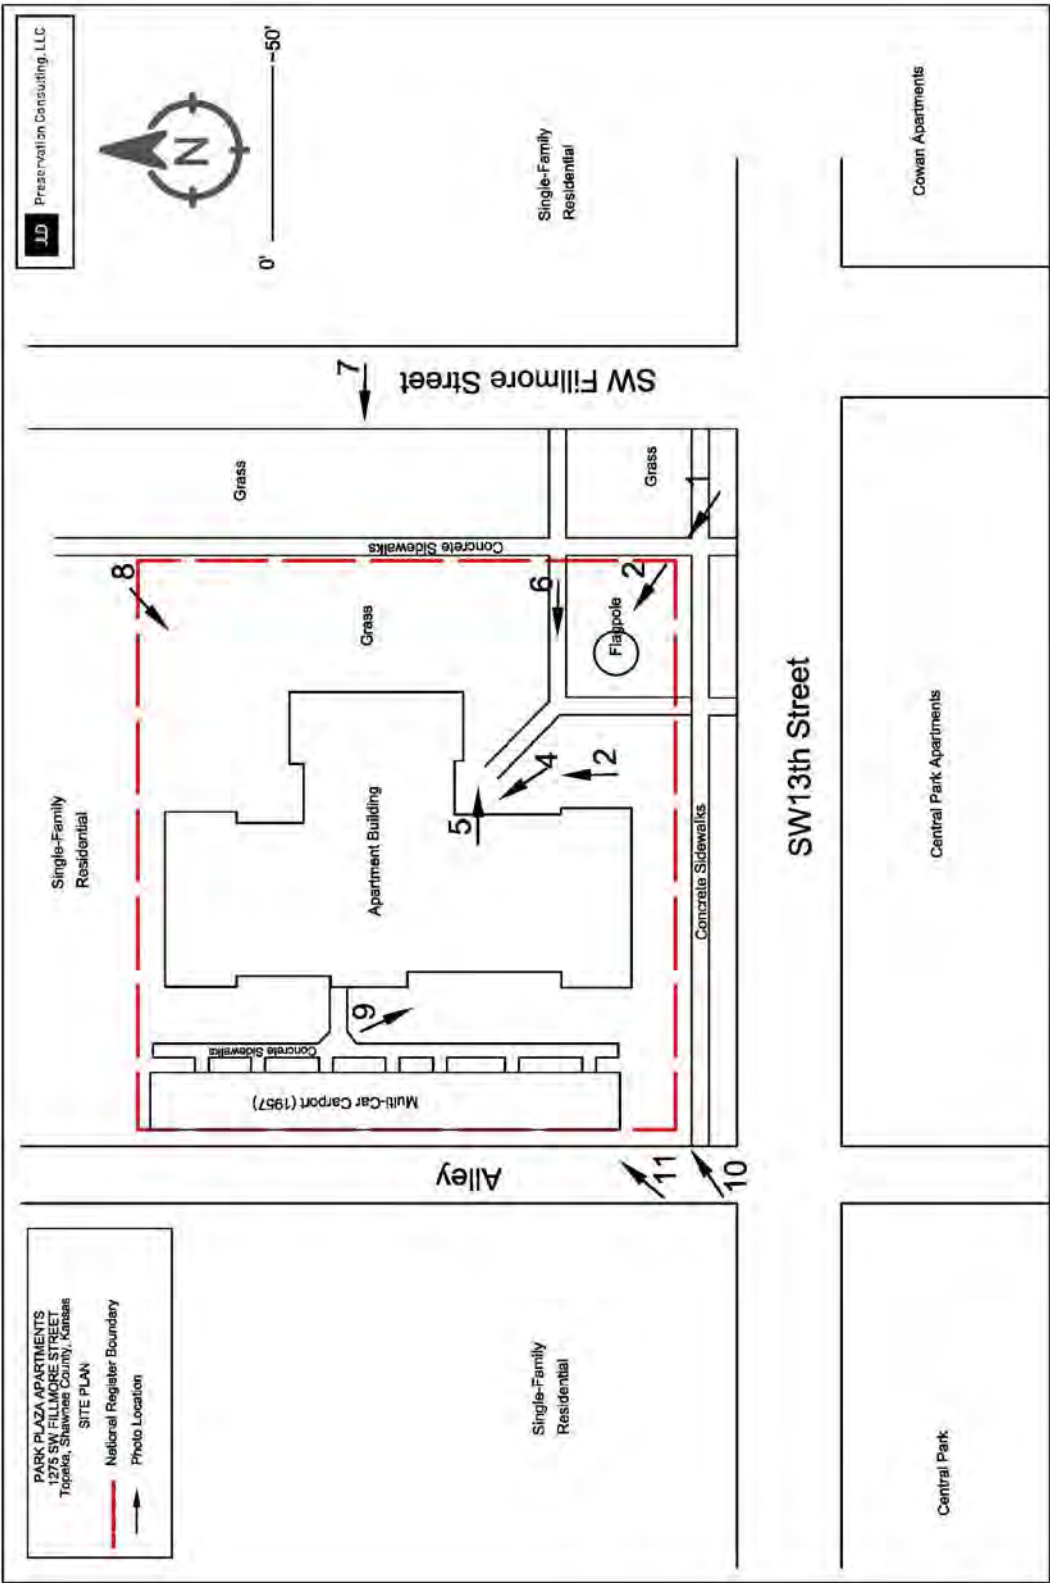 PARK PLAZA APARTMENTS
1275 SW FILLMORE STREET
Topeka, Shawnee County, Kansas
SITE PLAN
National Register Boundary
Photo Location
JLD Preservation Consulting, LLC
N
0'
~50'
Single-Family
Residential
8
Alley
Multi-Car Carport (1957)
Concrete Sidewalks
9
Apartment Building
Grass
Concrete Sidewalks
Grass
7
SW Fillmore Street
Single-Family
Residential
5
4
2
6
Flagpole
2
Grass
1
Single-Family
Residential
11
10
Concrete Sidewalks
SW13th Street
Central Park
Central Park Apartments
Cowan Apartments